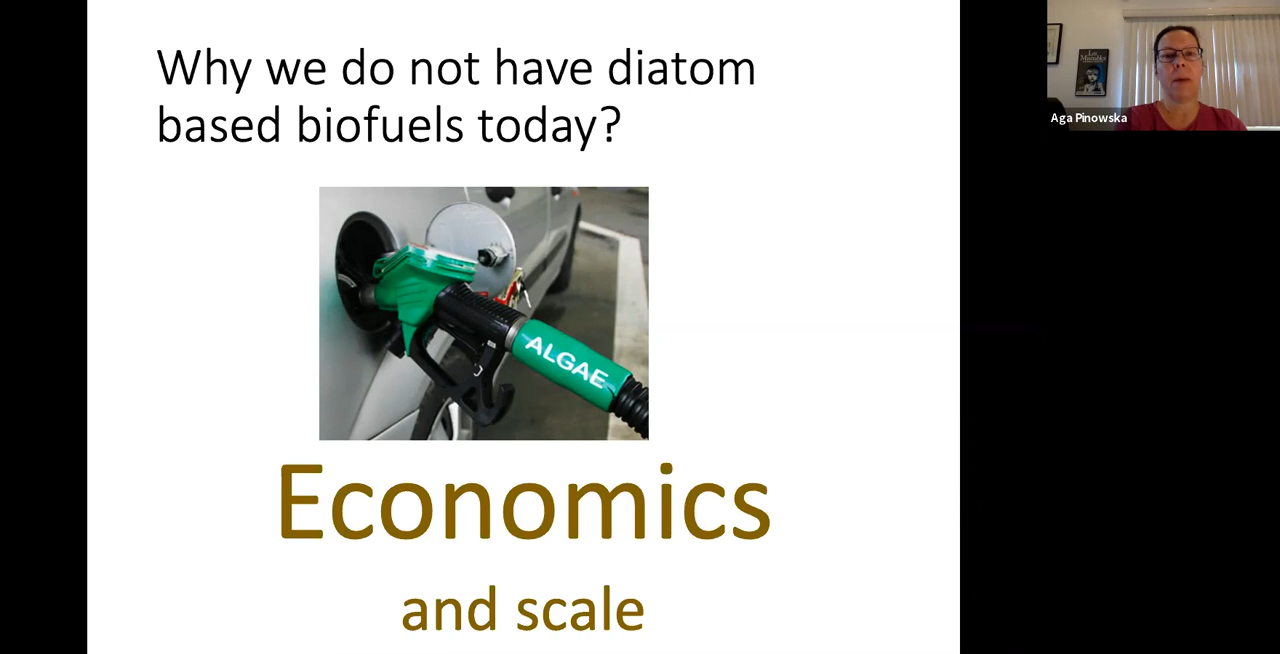 Why we do not have diatom
based biofuels today?
ALGAE
Economics
and scale
Aga Pinowska